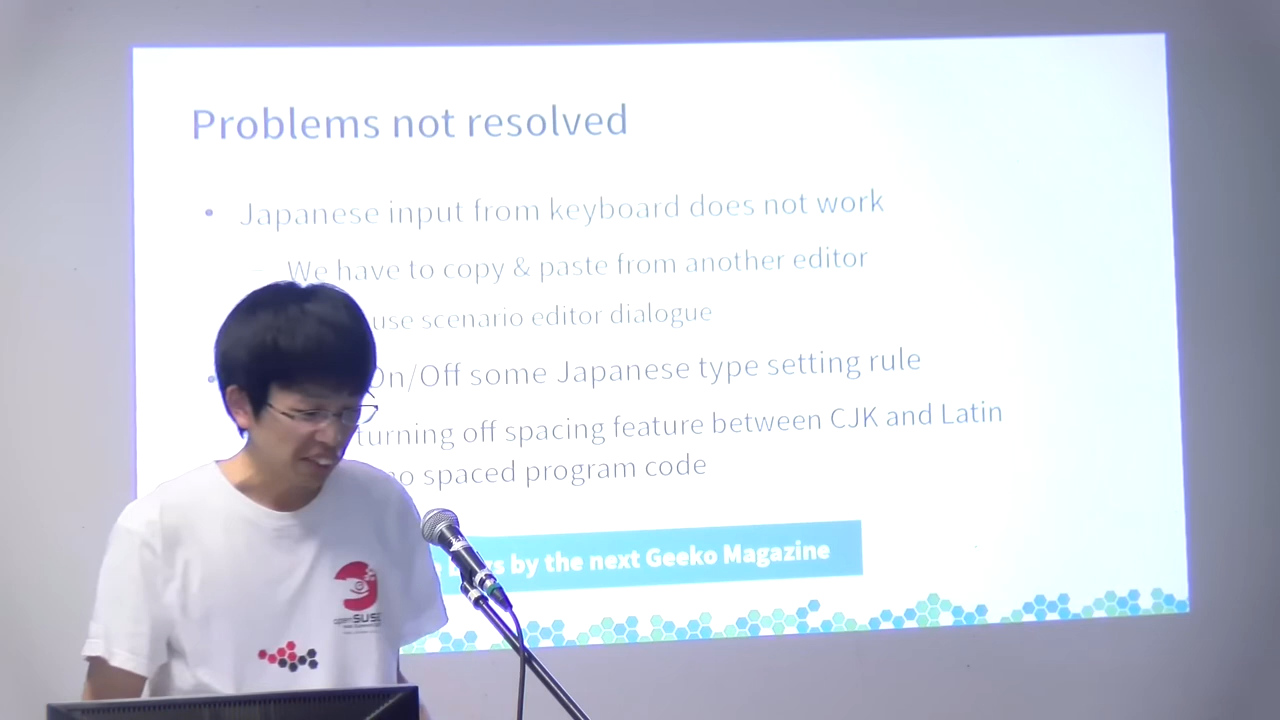 Problems not resolved
• Japanese input from keyboard does not work
– We have to copy & paste from another editor
use scenario editor dialogue
• On/Off some Japanese type setting rule
turning off spacing feature between CJK and Latin
no spaced program code
by the next Geeko Magazine
openSUSE